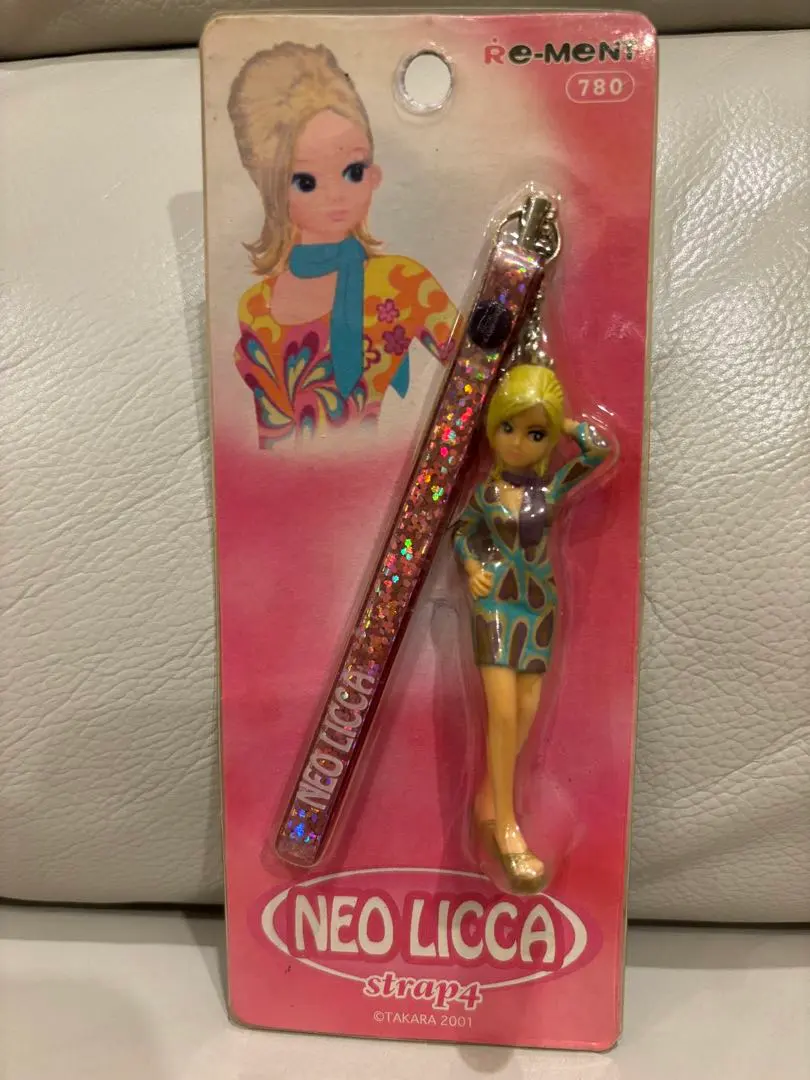 Re-MeNT
780
NEO LICCA
NEO LICCA
strap4
©TAKARA 2001